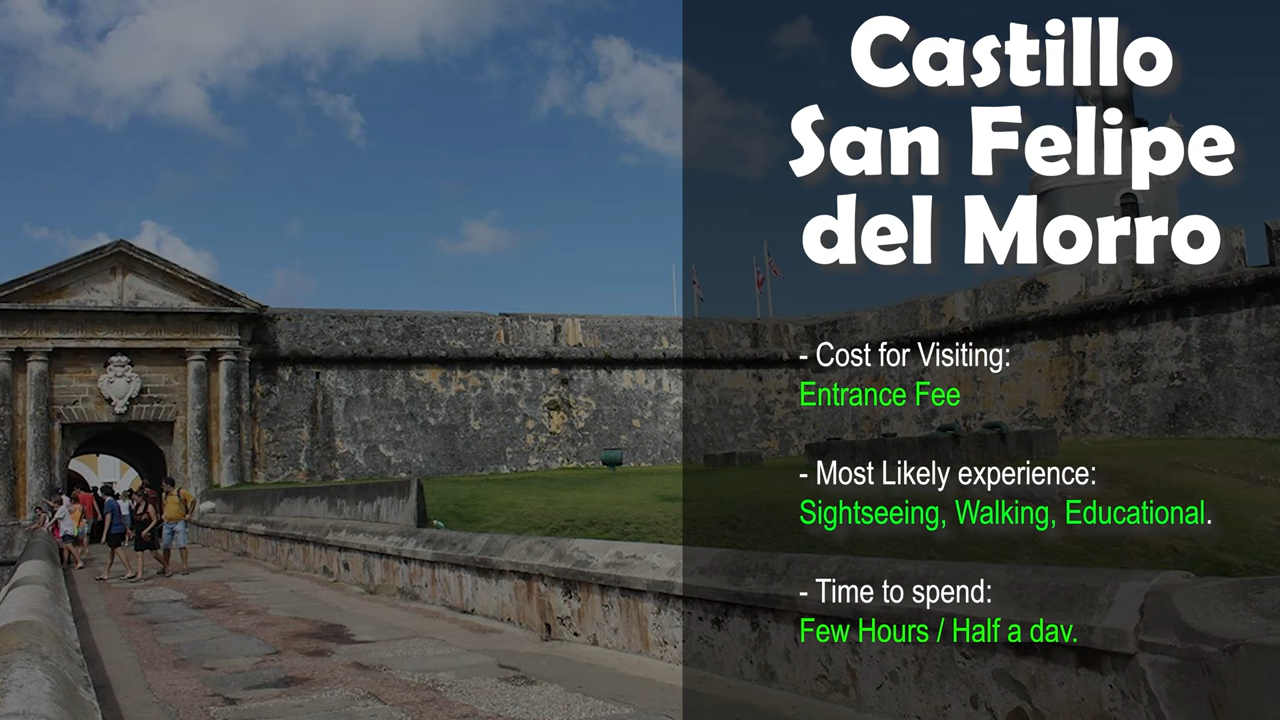 Castillo
San Felipe
del Morro
- Cost for Visiting:
Entrance Fee
- Most Likely experience:
Sightseeing, Walking, Educational.
- Time to spend:
Few Hours / Half a day.